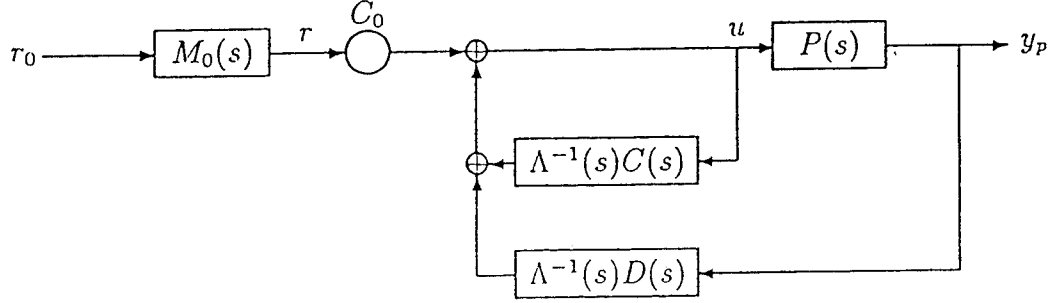 C₀
r₀ M₀(s) r u P(s) yₚ
Λ⁻¹(s)C(s)
Λ⁻¹(s)D(s)